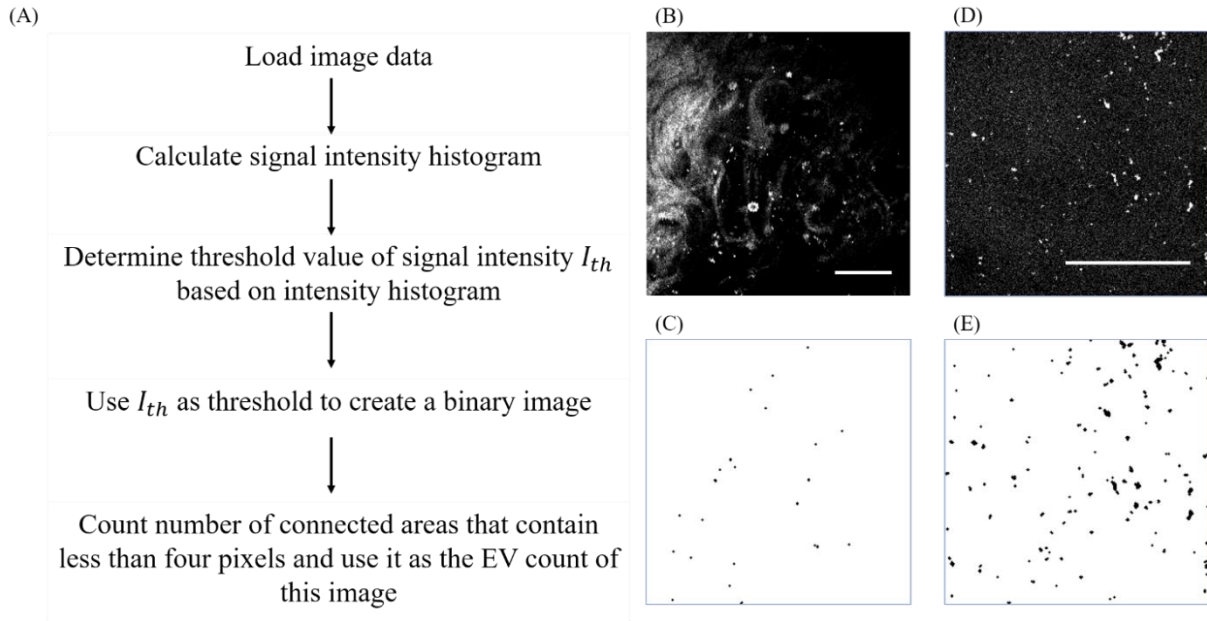 (A)
Load image data
Calculate signal intensity histogram
Determine threshold value of signal intensity I_th
based on intensity histogram
Use I_th as threshold to create a binary image
Count number of connected areas that contain
less than four pixels and use it as the EV count of
this image
(B)
(D)
(C)
(E)